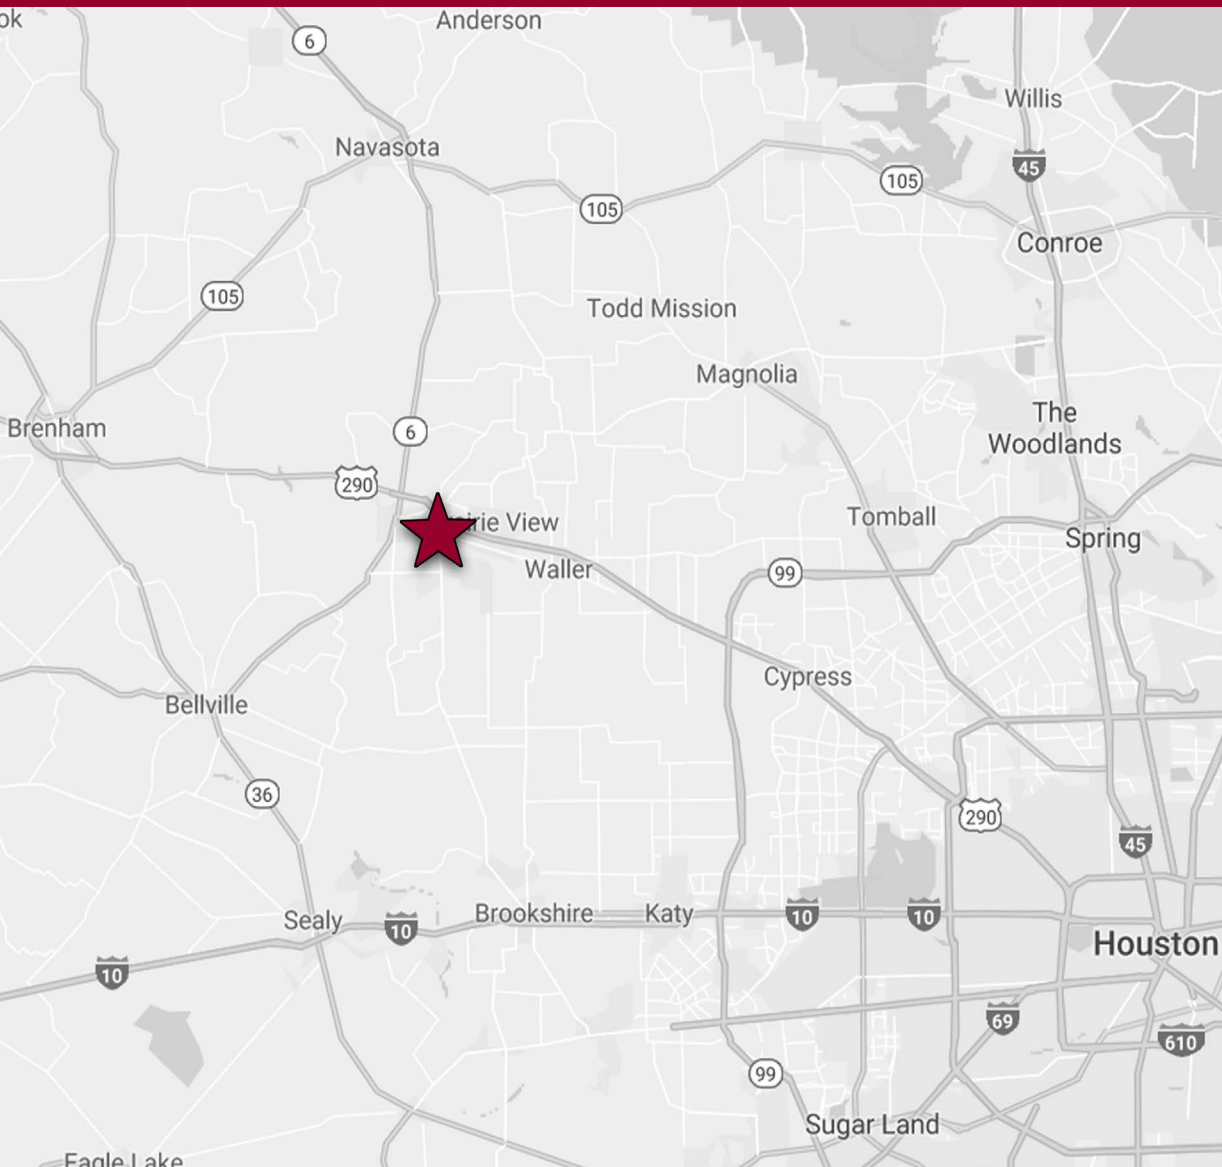 ok
Anderson
6
Willis
Navasota
45
105
105
Conroe
105
Todd Mission
Magnolia
The
Woodlands
Brenham
6
290
irie View
Tomball
Spring
Waller
99
Cypress
Bellville
36
290
45
Sealy
10
Brookshire
Katy
10
10
Houston
10
69
610
99
Sugar Land
Eagle Lake